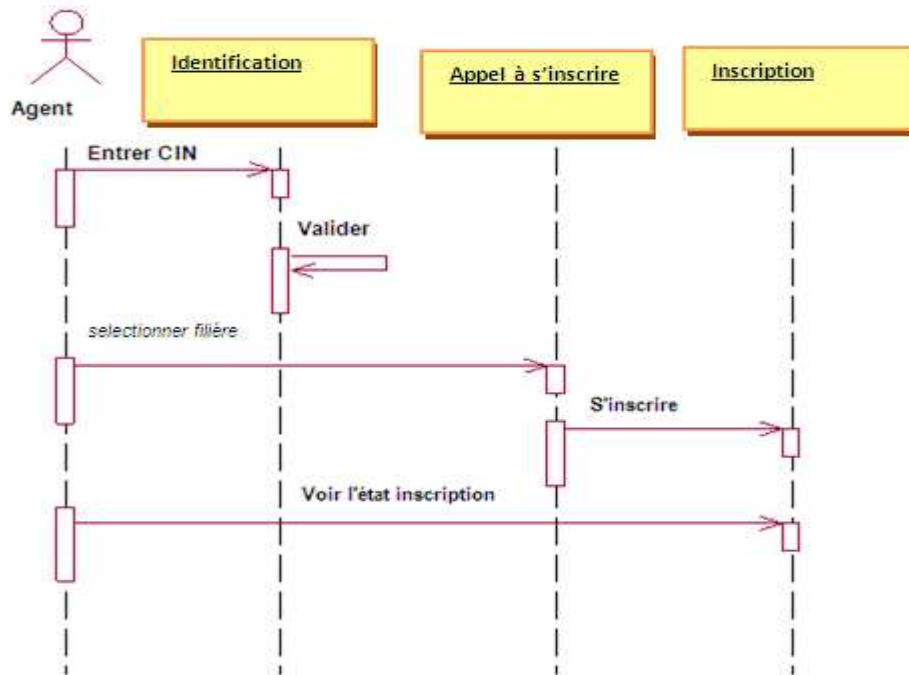 Identification
Appel à s'inscrire
Inscription
Agent
Entrer CIN
Valider
selectionner filière
S'inscrire
Voir l'état inscription